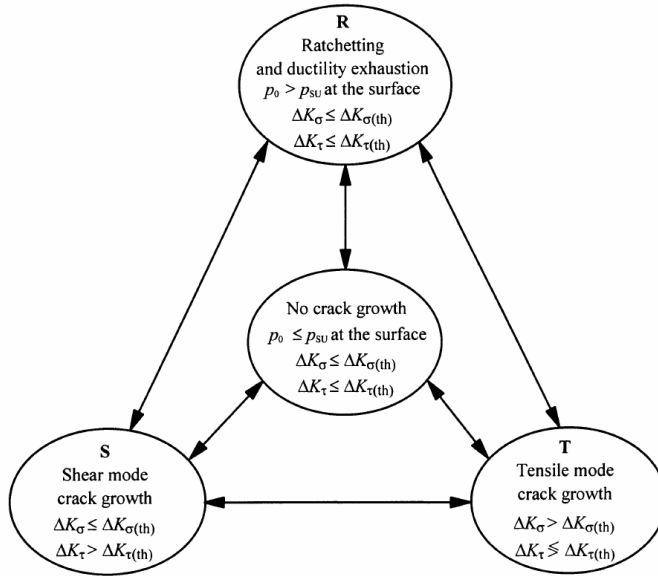 R
Ratchetting
and ductility exhaustion
p₀ > p_SU at the surface
ΔK_σ ≤ ΔK_σ(th)
ΔK_τ ≤ ΔK_τ(th)
No crack growth
p₀ ≤ p_SU at the surface
ΔK_σ ≤ ΔK_σ(th)
ΔK_τ ≤ ΔK_τ(th)
S
Shear mode
crack growth
ΔK_σ ≤ ΔK_σ(th)
ΔK_τ > ΔK_τ(th)
T
Tensile mode
crack growth
ΔK_σ > ΔK_σ(th)
ΔK_τ ⋚ ΔK_τ(th)